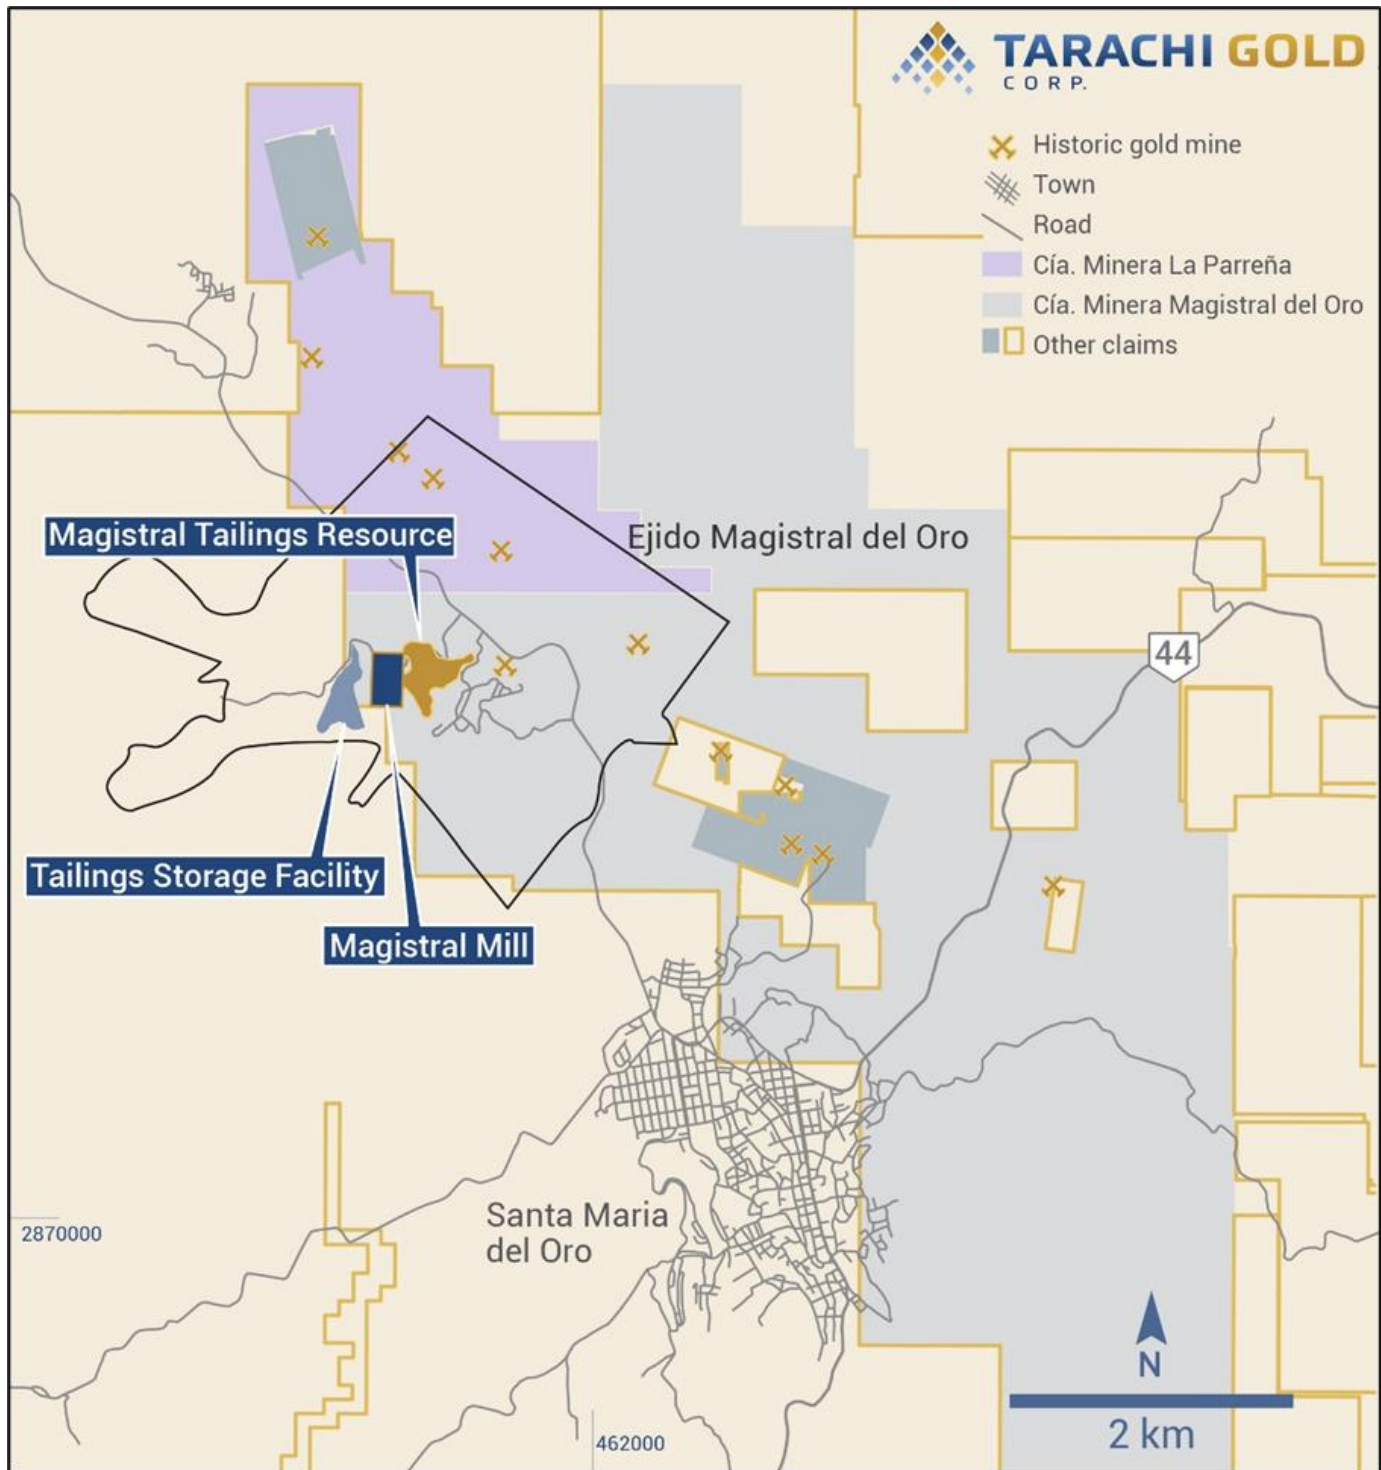 TARACHI GOLD
CORP.
Historic gold mine
Town
Road
Cía. Minera La Parreña
Cía. Minera Magistral del Oro
Other claims
Magistral Tailings Resource
Ejido Magistral del Oro
44
Tailings Storage Facility
Magistral Mill
Santa Maria
del Oro
2870000
N
2 km
462000